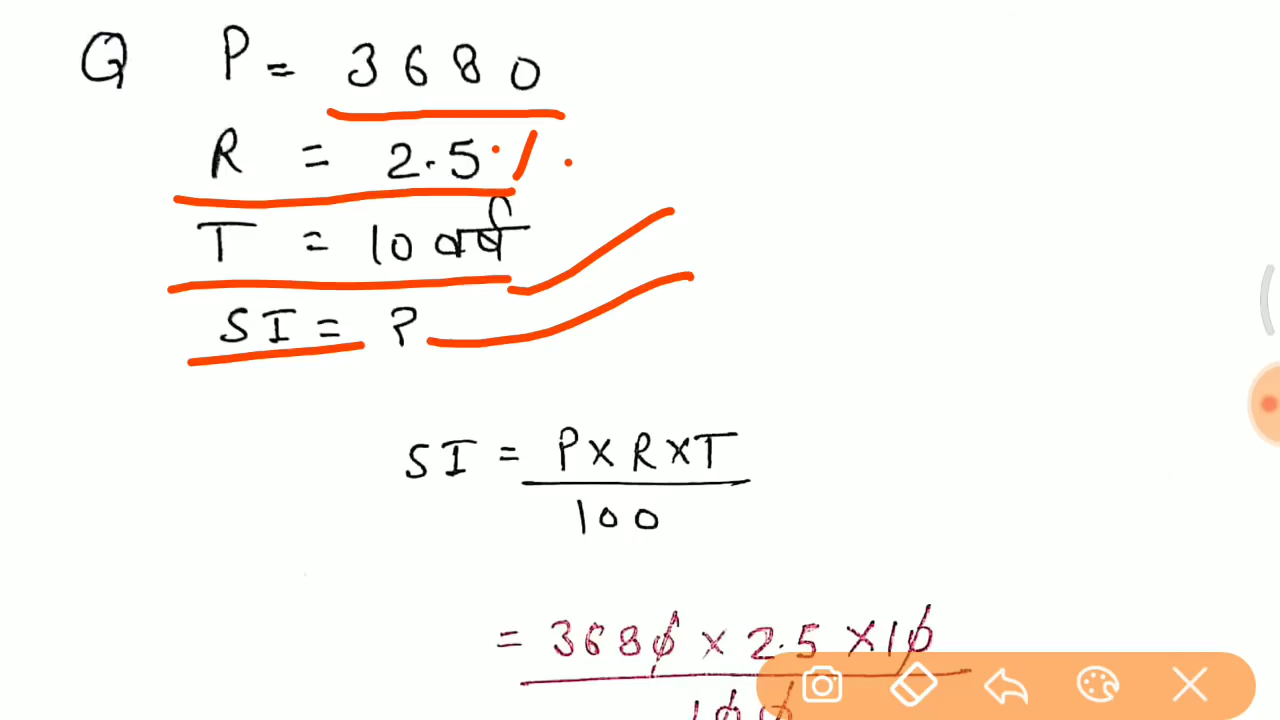 Q P = 3680
R = 2.5%
T = 10 वर्ष
SI = ?
SI = P × R × T
100
= 3680 × 2.5 × 10
100